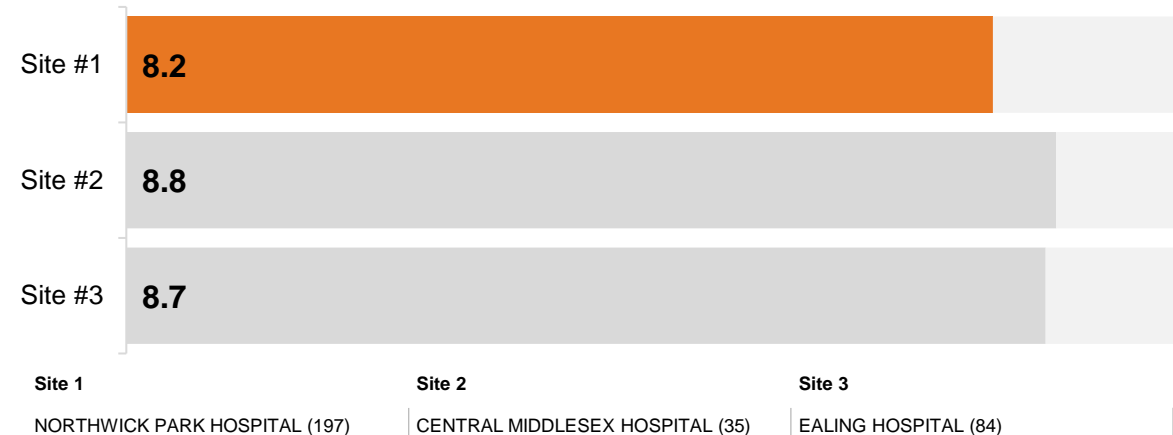 Site #1
8.2
Site #2
8.8
Site #3
8.7
Site 1 Site 2 Site 3
NORTHWICK PARK HOSPITAL (197) CENTRAL MIDDLESEX HOSPITAL (35) EALING HOSPITAL (84)